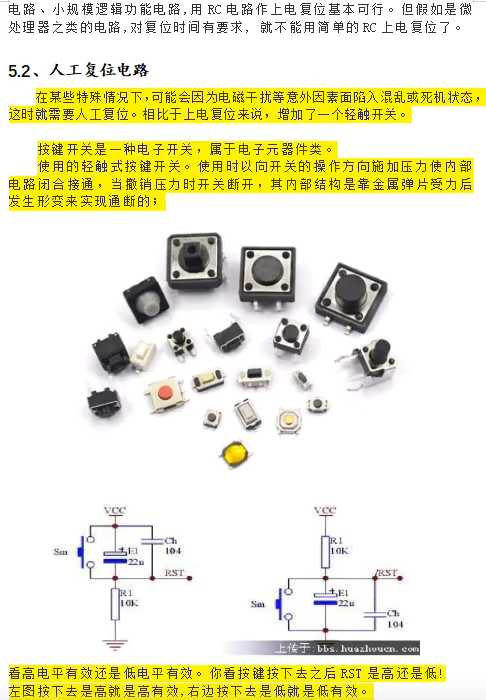 电路、小规模逻辑功能电路,用 RC 电路作上电复位基本可行。但假如是微
处理器之类的电路,对复位时间有要求，就不能用简单的 RC 上电复位了。
5.2、人工复位电路
在某些特殊情况下,可能会因为电磁干扰等意外因素面陷入混乱或死机状态，
这时就需要人工复位。相比于上电复位来说，增加了一个轻触开关。
按键开关是一种电子开关，属于电子元器件类。
使用的轻触式按键开关。使用时以向开关的操作方向施加压力使内部
电路闭合接通，当撤销压力时开关断开，其内部结构是靠金属弹片受力后
发生形变来实现通断的；
VCC
Sm
E1
22u
Ch
104
RST
R1
10K
VCC
R1
10K
RST
Sm
E1
22u
Ch
104
上传于: bbs.huazhoucn.com
看高电平有效还是低电平有效。你看按键按下去之后 RST 是高还是低!
左图按下去是高就是高有效,右边按下去是低就是低有效。